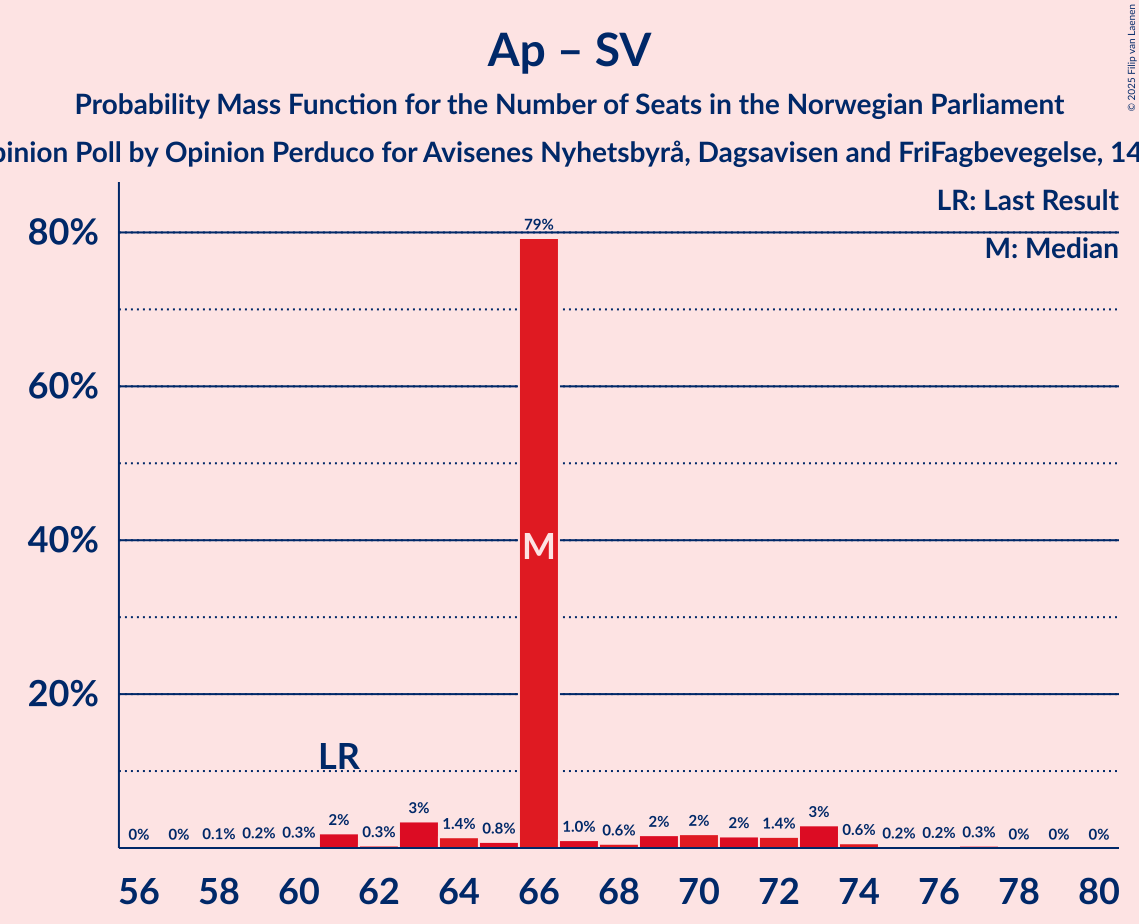 © 2025 Filip van Laenen
Ap – SV
Probability Mass Function for the Number of Seats in the Norwegian Parliament
pinion Poll by Opinion Perduco for Avisenes Nyhetsbyrå, Dagsavisen and FriFagbevegelse, 14
LR: Last Result
M: Median
80%
60%
40%
20%
79%
M
LR
0% 0% 0.1% 0.2% 0.3% 2% 0.3% 3% 1.4% 0.8% 1.0% 0.6% 2% 2% 2% 1.4% 3% 0.6% 0.2% 0.2% 0.3% 0% 0% 0%
56 58 60 62 64 66 68 70 72 74 76 78 80